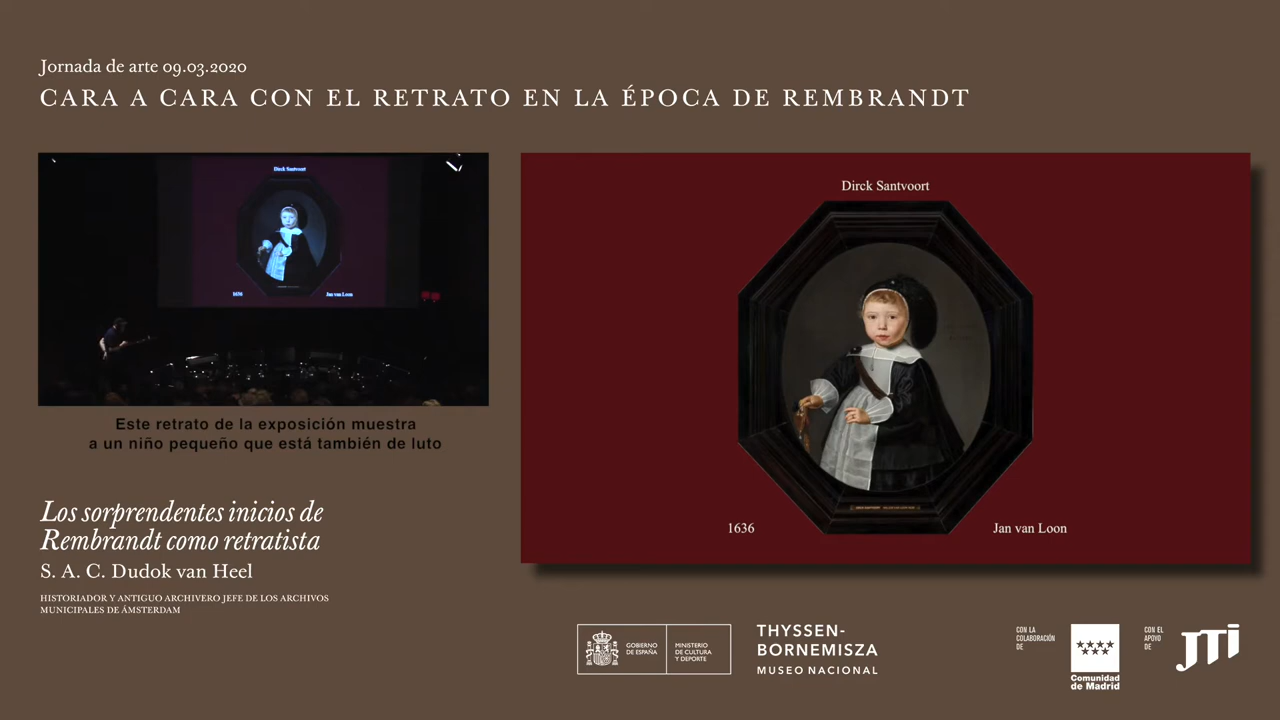 Jornada de arte 09.03.2020
CARA A CARA CON EL RETRATO EN LA ÉPOCA DE REMBRANDT
Dirck Santvoort
1636
Jan van Loon
Dirck Santvoort
1636
Jan van Loon
Este retrato de la exposición muestra
a un niño pequeño que está también de luto
Los sorprendentes inicios de
Rembrandt como retratista
S. A. C. Dudok van Heel
HISTORIADOR Y ANTIGUO ARCHIVERO JEFE DE LOS ARCHIVOS
MUNICIPALES DE ÁMSTERDAM
GOBIERNO
DE ESPAÑA
MINISTERIO
DE CULTURA
Y DEPORTE
THYSSEN-
BORNEMISZA
MUSEO NACIONAL
CON LA
COLABORACIÓN
DE
Comunidad
de Madrid
CON EL
APOYO
DE
JTi